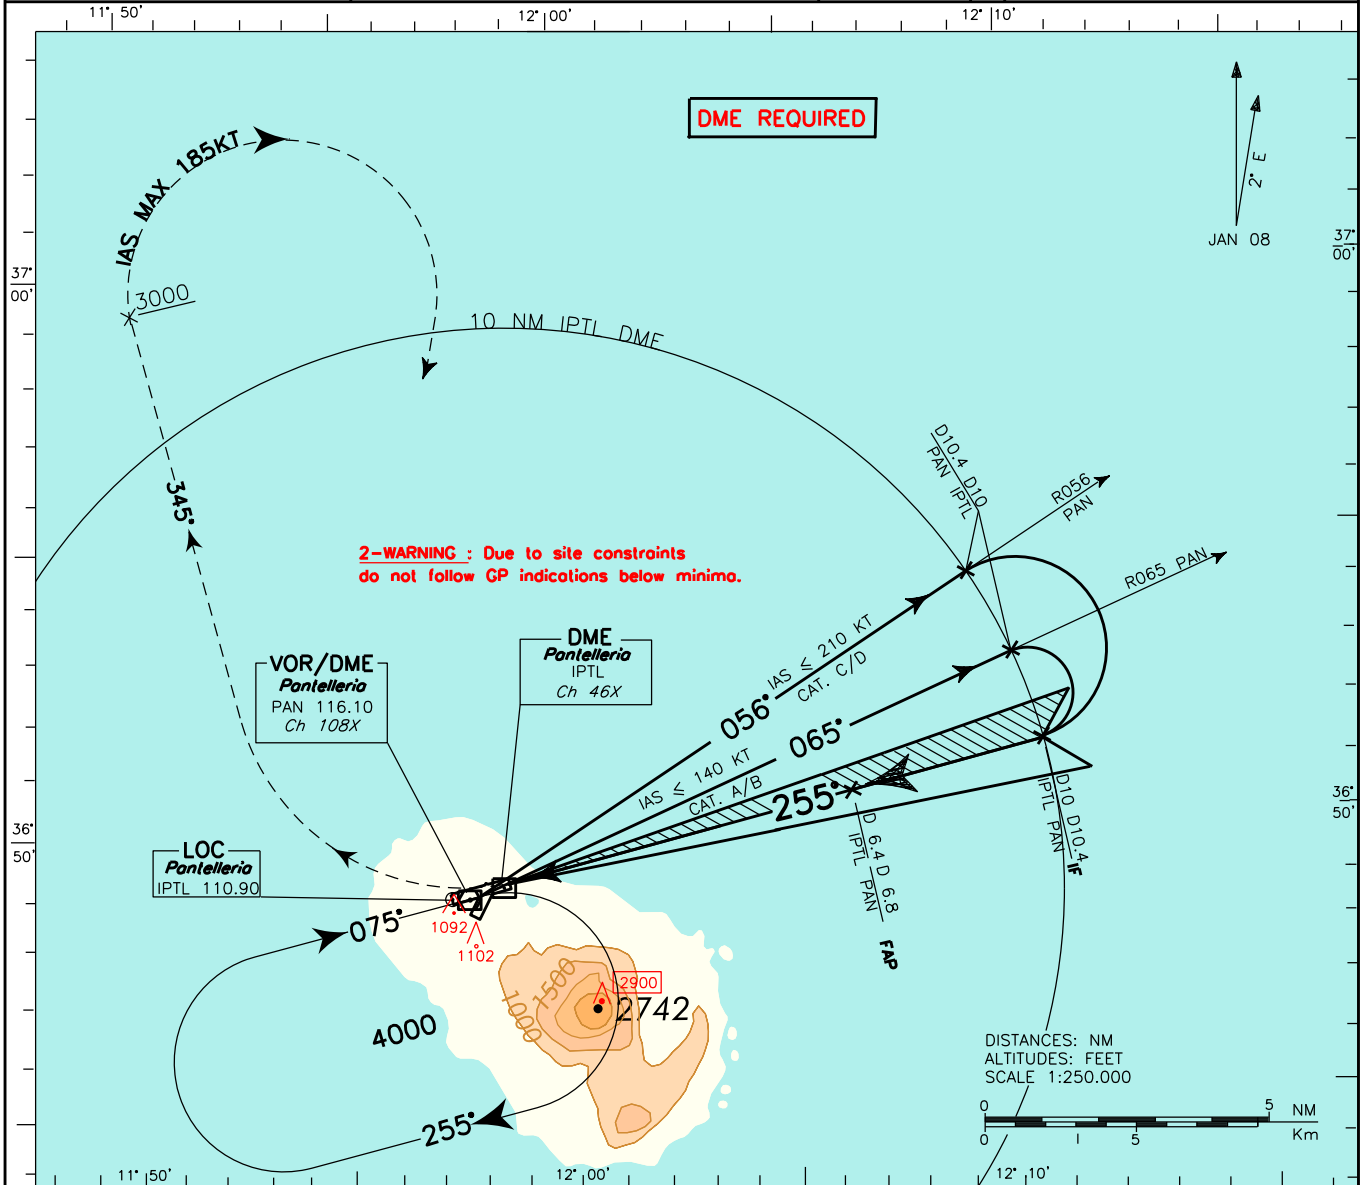 11° 50'
12° 00'
12° 10'
DME REQUIRED
2° E
JAN 08
37°
00'
37°
00'
IAS MAX 185KT
3000
10 NM IPTL DME
345°
D10.4 D10
PAN IPTL
R056
PAN
R065 PAN
2-WARNING : Due to site constraints
do not follow GP indications below minima.
VOR/DME
Pantelleria
PAN 116.10
Ch 108X
DME
Pantelleria
IPTL
Ch 46X
IAS ≤ 210 KT
CAT. C/D
056°
065°
IAS ≤ 140 KT
CAT. A/B
255°
D10 D10.4
IPTL PAN
IF
D 6.4 D 6.8
IPTL PAN
FAP
36°
50'
36°
50'
LOC
Pantelleria
IPTL 110.90
075°
1092
1102
2900
2742
1500
1000
4000
255°
DISTANCES: NM
ALTITUDES: FEET
SCALE 1:250.000
0 5 NM
0 5 Km
11° 50'
12° 00'
12° 10'